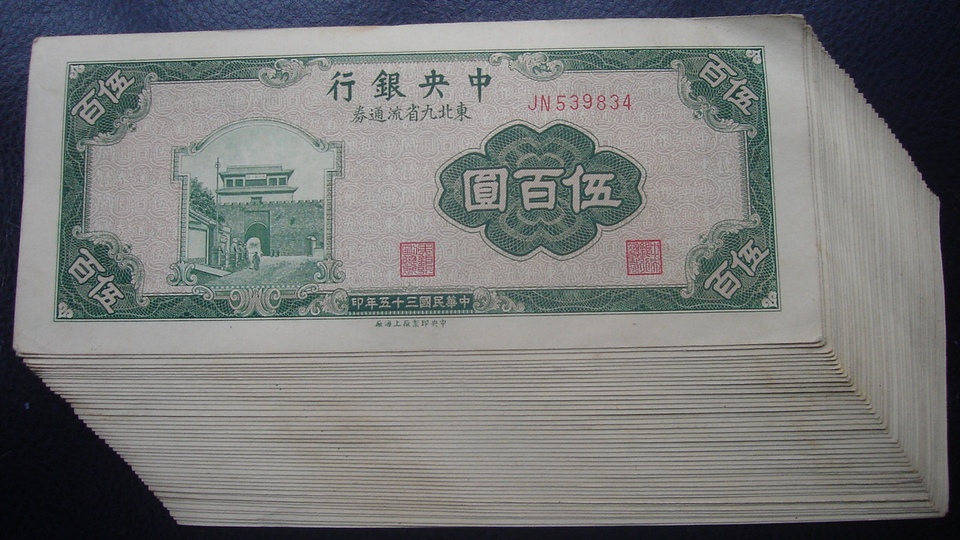 中央銀行
JN539834
東北九省流通券
伍百
伍百
伍百圓
伍百
伍百
中華民國三十五年印
中央印製廠上海廠